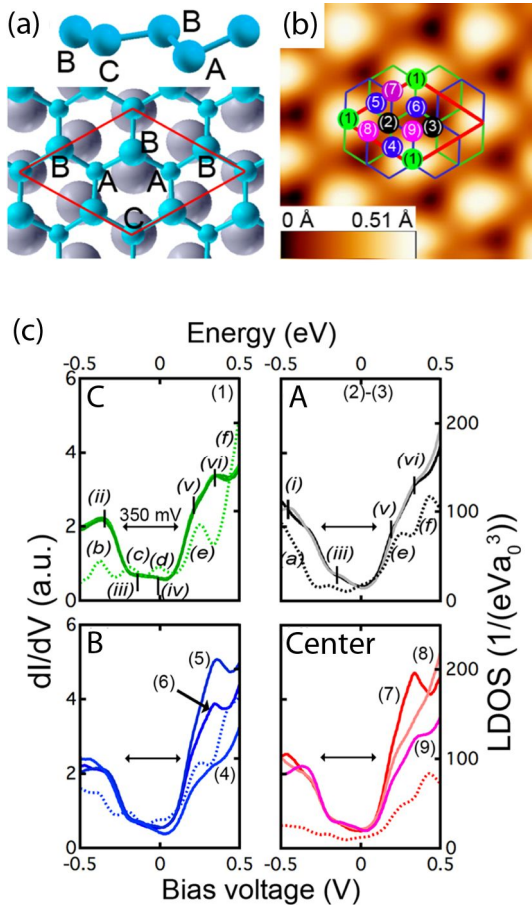 (a)
B
B
C
A
B
B
A
A
B
C
(b)
(1)
(7)
(5)
(6)
(1)
(2)
(3)
(8)
(9)
(4)
(1)
0 Å 0.51 Å
(c)
Energy (eV)
-0.5 0 0.5 -0.5 0 0.5
6
C
(1)
(f)
(vi)
(v)
(ii)
350 mV
(b)
(c)
(d)
(e)
(iii)
(iv)
4
2
0
A
(2)-(3)
(vi)
(i)
(v)
(iii)
(a)
(e)
(f)
200
100
0
6
B
(5)
(6)
(4)
4
2
0
Center
(8)
(7)
(9)
200
100
0
dI/dV (a.u.)
LDOS (1/(eVa₀³))
-0.5 0 0.5 -0.5 0 0.5
Bias voltage (V)